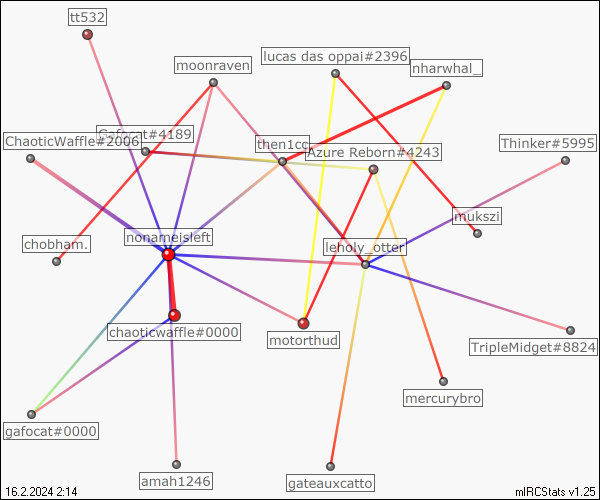 tt532
moonraven
lucas das oppai#2396
nharwhal_
ChaoticWaffle#2006
Gafocat#4189
then1cc
Azure Reborn#4243
Thinker#5995
mukszi
chobham.
nonameisleft
leholy_otter
chaoticwaffle#0000
motorthud
TripleMidget#8824
mercurybro
gafocat#0000
amah1246
gateauxcatto
16.2.2024 2:14
mIRCStats v1.25